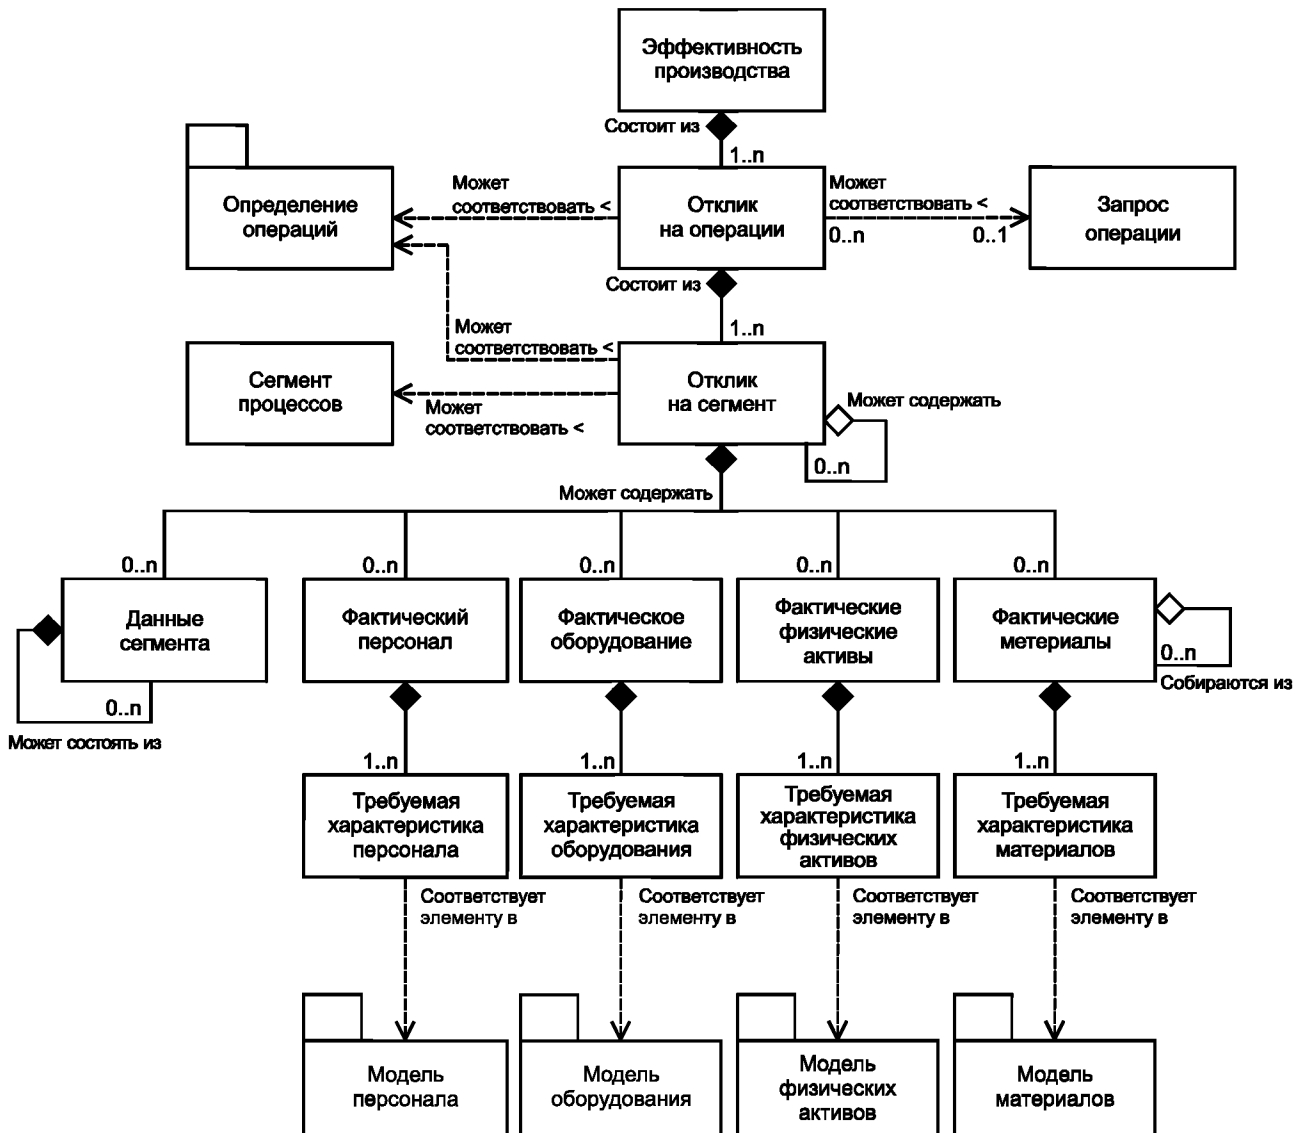 Эффективность
производства
Состоит из
1..n
Определение
операций
Может
соответствовать <
Отклик
на операции
Может
соответствовать <
0..n
0..1
Запрос
операции
Состоит из
1..n
Может
соответствовать <
Сегмент
процессов
Может
соответствовать <
Отклик
на сегмент
Может содержать
0..n
Может содержать
0..n
0..n
0..n
0..n
0..n
Данные
сегмента
0..n
Может состоять из
Фактический
персонал
Фактическое
оборудование
Фактические
физические
активы
Фактические
метериалы
0..n
Собираются из
1..n
1..n
1..n
1..n
Требуемая
характеристика
персонала
Требуемая
характеристика
оборудования
Требуемая
характеристика
физических
активов
Требуемая
характеристика
материалов
Соответствует
элементу в
Соответствует
элементу в
Соответствует
элементу в
Соответствует
элементу в
Модель
персонала
Модель
оборудования
Модель
физических
активов
Модель
материалов